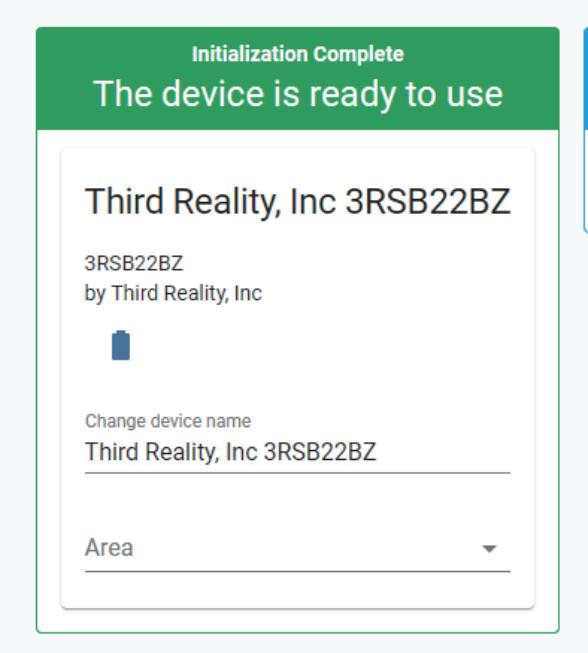 Initialization Complete
The device is ready to use
Third Reality, Inc 3RSB22BZ
3RSB22BZ
by Third Reality, Inc
Change device name
Third Reality, Inc 3RSB22BZ
Area